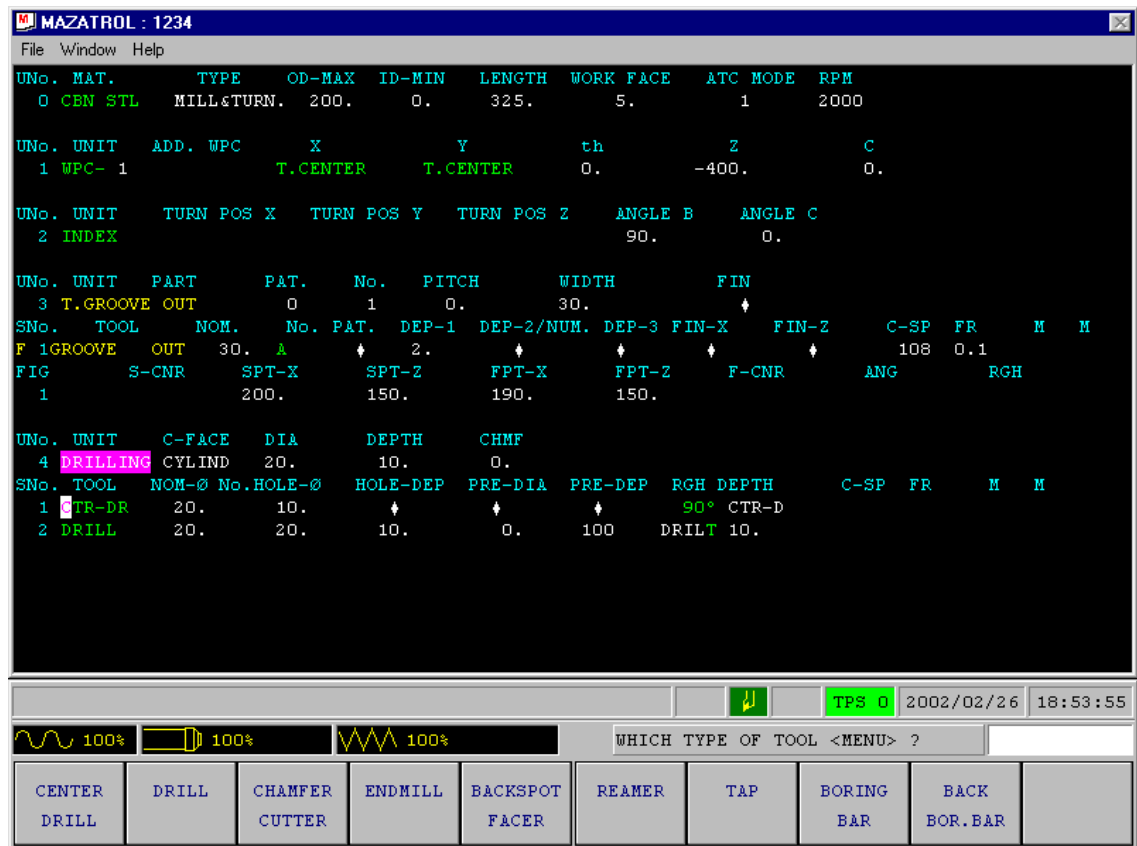 MAZATROL : 1234
File Window Help
UNo. MAT. TYPE OD-MAX ID-MIN LENGTH WORK FACE ATC MODE RPM
0 CBN STL MILL&TURN. 200. 0. 325. 5. 1 2000
UNo. UNIT ADD. WPC X Y th Z C
1 WPC- 1 T.CENTER T.CENTER 0. -400. 0.
UNo. UNIT TURN POS X TURN POS Y TURN POS Z ANGLE B ANGLE C
2 INDEX 90. 0.
UNo. UNIT PART PAT. No. PITCH WIDTH FIN
3 T.GROOVE OUT 0 1 0. 30. ♦
SNo. TOOL NOM. No. PAT. DEP-1 DEP-2/NUM. DEP-3 FIN-X FIN-Z C-SP FR M M
F 1GROOVE OUT 30. A ♦ 2. ♦ ♦ ♦ ♦ 108 0.1
FIG S-CNR SPT-X SPT-Z FPT-X FPT-Z F-CNR ANG RGH
1 200. 150. 190. 150.
UNo. UNIT C-FACE DIA DEPTH CHMF
4 DRILLING CYLIND 20. 10. 0.
SNo. TOOL NOM-Ø No.HOLE-Ø HOLE-DEP PRE-DIA PRE-DEP RGH DEPTH C-SP FR M M
1 CTR-DR 20. 10. ♦ ♦ ♦ 90° CTR-D
2 DRILL 20. 20. 10. 0. 100 DRILT 10.
TPS 0 2002/02/26 18:53:55
100% 100% 100% WHICH TYPE OF TOOL <MENU> ?
CENTER DRILL CHAMFER ENDMILL BACKSPOT REAMER TAP BORING BACK
DRILL CUTTER FACER BAR BOR.BAR